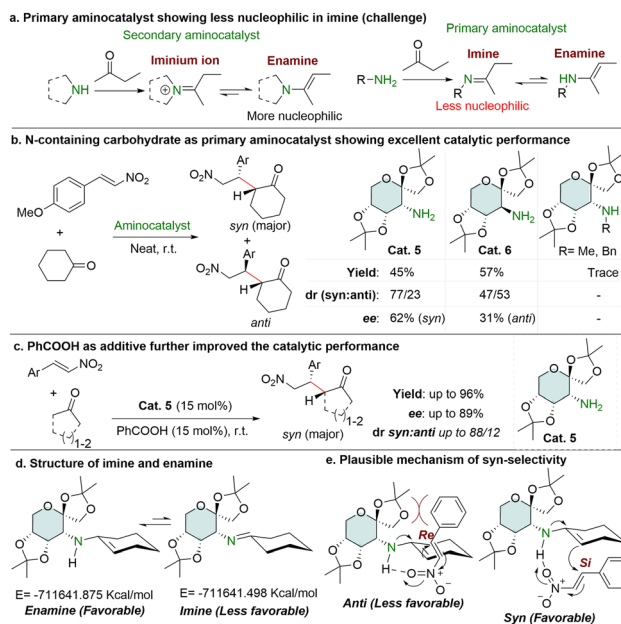 a. Primary aminocatalyst showing less nucleophilic in imine (challenge)
Secondary aminocatalyst
Primary aminocatalyst
O
O
Iminium ion
Enamine
Imine
Enamine
NH
N
N
R-NH2
N
R
HN
R
More nucleophilic
Less nucleophilic
b. N-containing carbohydrate as primary aminocatalyst showing excellent catalytic performance
NO2
MeO
+
O
Aminocatalyst
Neat, r.t.
Ar
O2N
O
H
syn (major)
+
Ar
O2N
O
H
anti
O
O
O
O
O
NH2
O
O
O
O
O
NH2
O
O
O
O
O
NH
R
Cat. 5
Cat. 6
R= Me, Bn
Yield:
45%
57%
Trace
dr (syn:anti)
77/23
47/53
-
ee:
62% (syn)
31% (anti)
-
c. PhCOOH as additive further improved the catalytic performance
Ar
NO2
+
O
1-2
Cat. 5 (15 mol%)
PhCOOH (15 mol%), r.t.
Ar
O2N
O
H
1-2
syn (major)
Yield: up to 96%
ee: up to 89%
dr syn:anti up to 88/12
O
O
O
O
O
NH2
Cat. 5
d. Structure of imine and enamine
e. Plausible mechanism of syn-selectivity
O
O
O
O
O
N
H
O
O
O
O
O
N
E= -711641.875 Kcal/mol
Enamine (Favorable)
E= -711641.498 Kcal/mol
Imine (Less favorable)
O
O
O
O
O
N
H
Re
O
N+
O-
Anti (Less favorable)
O
O
O
O
O
N
H
Si
O
N+
O-
Syn (Favorable)